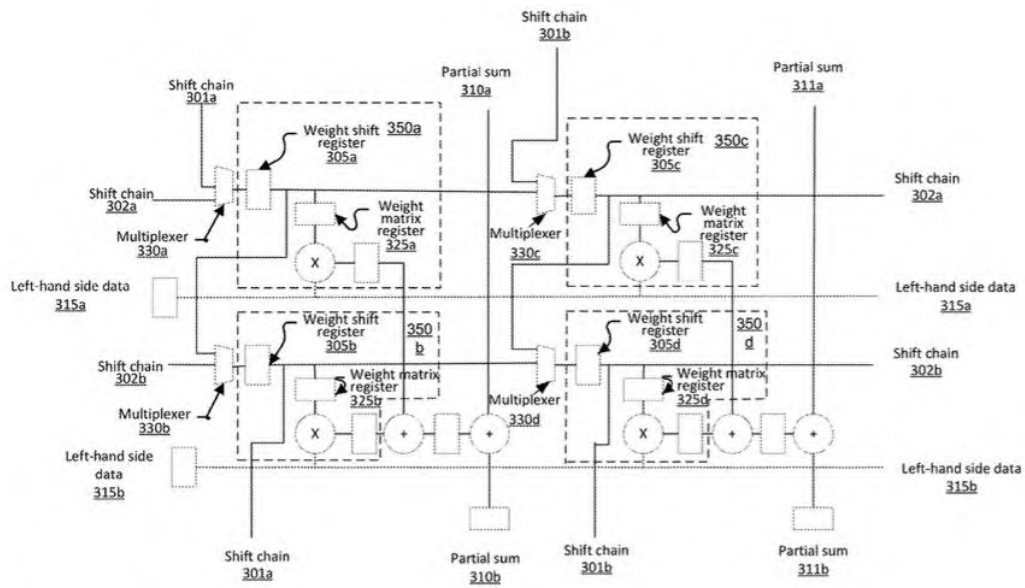 Shift chain
301b
Partial sum
310a
Partial sum
311a
Shift chain
301a
Weight shift
register
305a
350a
Weight shift
register
305c
350c
Shift chain
302a
Shift chain
302a
Multiplexer
330a
Weight
matrix
register
325a
Multiplexer
330c
Weight
matrix
register
325c
X
X
Left-hand side data
315a
Left-hand side data
315a
Weight shift
register
305b
350
b
Weight shift
register
305d
350
d
Shift chain
302b
Shift chain
302b
Multiplexer
330b
Weight matrix
register
325b
Multiplexer
330d
Weight matrix
register
325d
X
+
+
X
+
+
Left-hand side
data
315b
Left-hand side data
315b
Shift chain
301a
Partial sum
310b
Shift chain
301b
Partial sum
311b